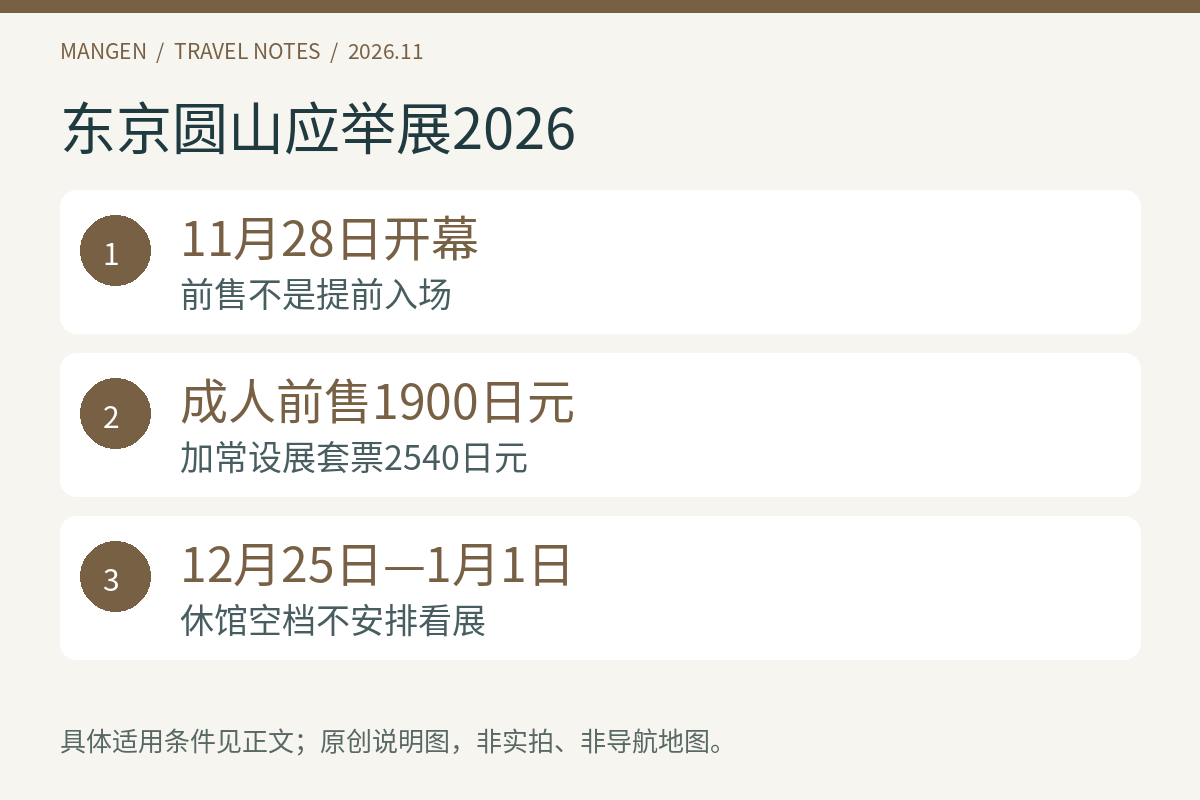 MANGEN / TRAVEL NOTES / 2026.11
东京圆山应举展2026
1
11月28日开幕
前售不是提前入场
2
成人前售1900日元
加常设展套票2540日元
3
12月25日—1月1日
休馆空档不安排看展
具体适用条件见正文；原创说明图，非实拍、非导航地图。